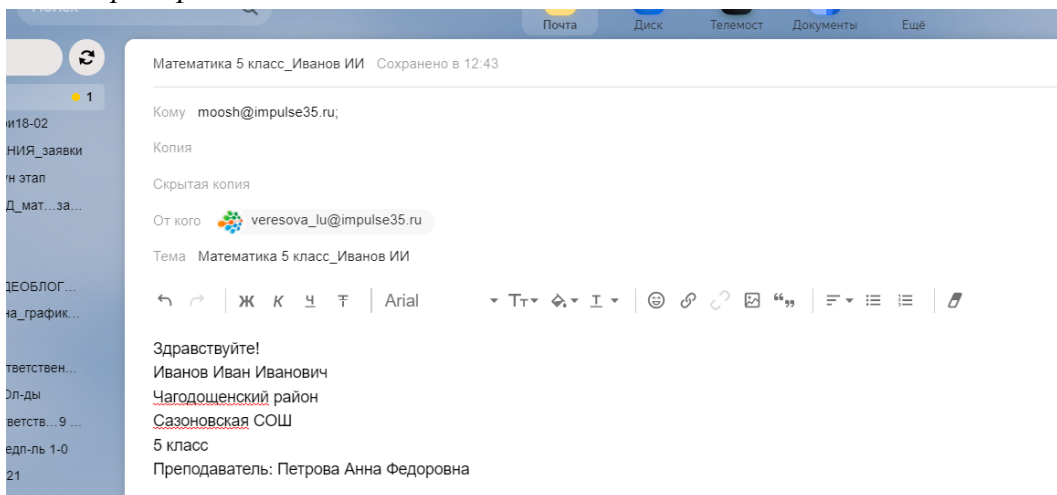 Почта Диск Телемост Документы Ещё
Математика 5 класс_Иванов ИИ Сохранено в 12:43
1
Кому moosh@impulse35.ru;
18-02
Копия
НИЯ_заявки
н этап
Скрытая копия
Д_мат...за...
От кого veresova_lu@impulse35.ru
Тема Математика 5 класс_Иванов ИИ
ДЕОБЛОГ...
на_график...
Ж К Ч Т Arial
Здравствуйте!
Иванов Иван Иванович
тветствен...
Чагодощенский район
Ол-ды
Сазоновская СОШ
ветств...9 ...
5 класс
едп-ль 1-0
Преподаватель: Петрова Анна Федоровна
21